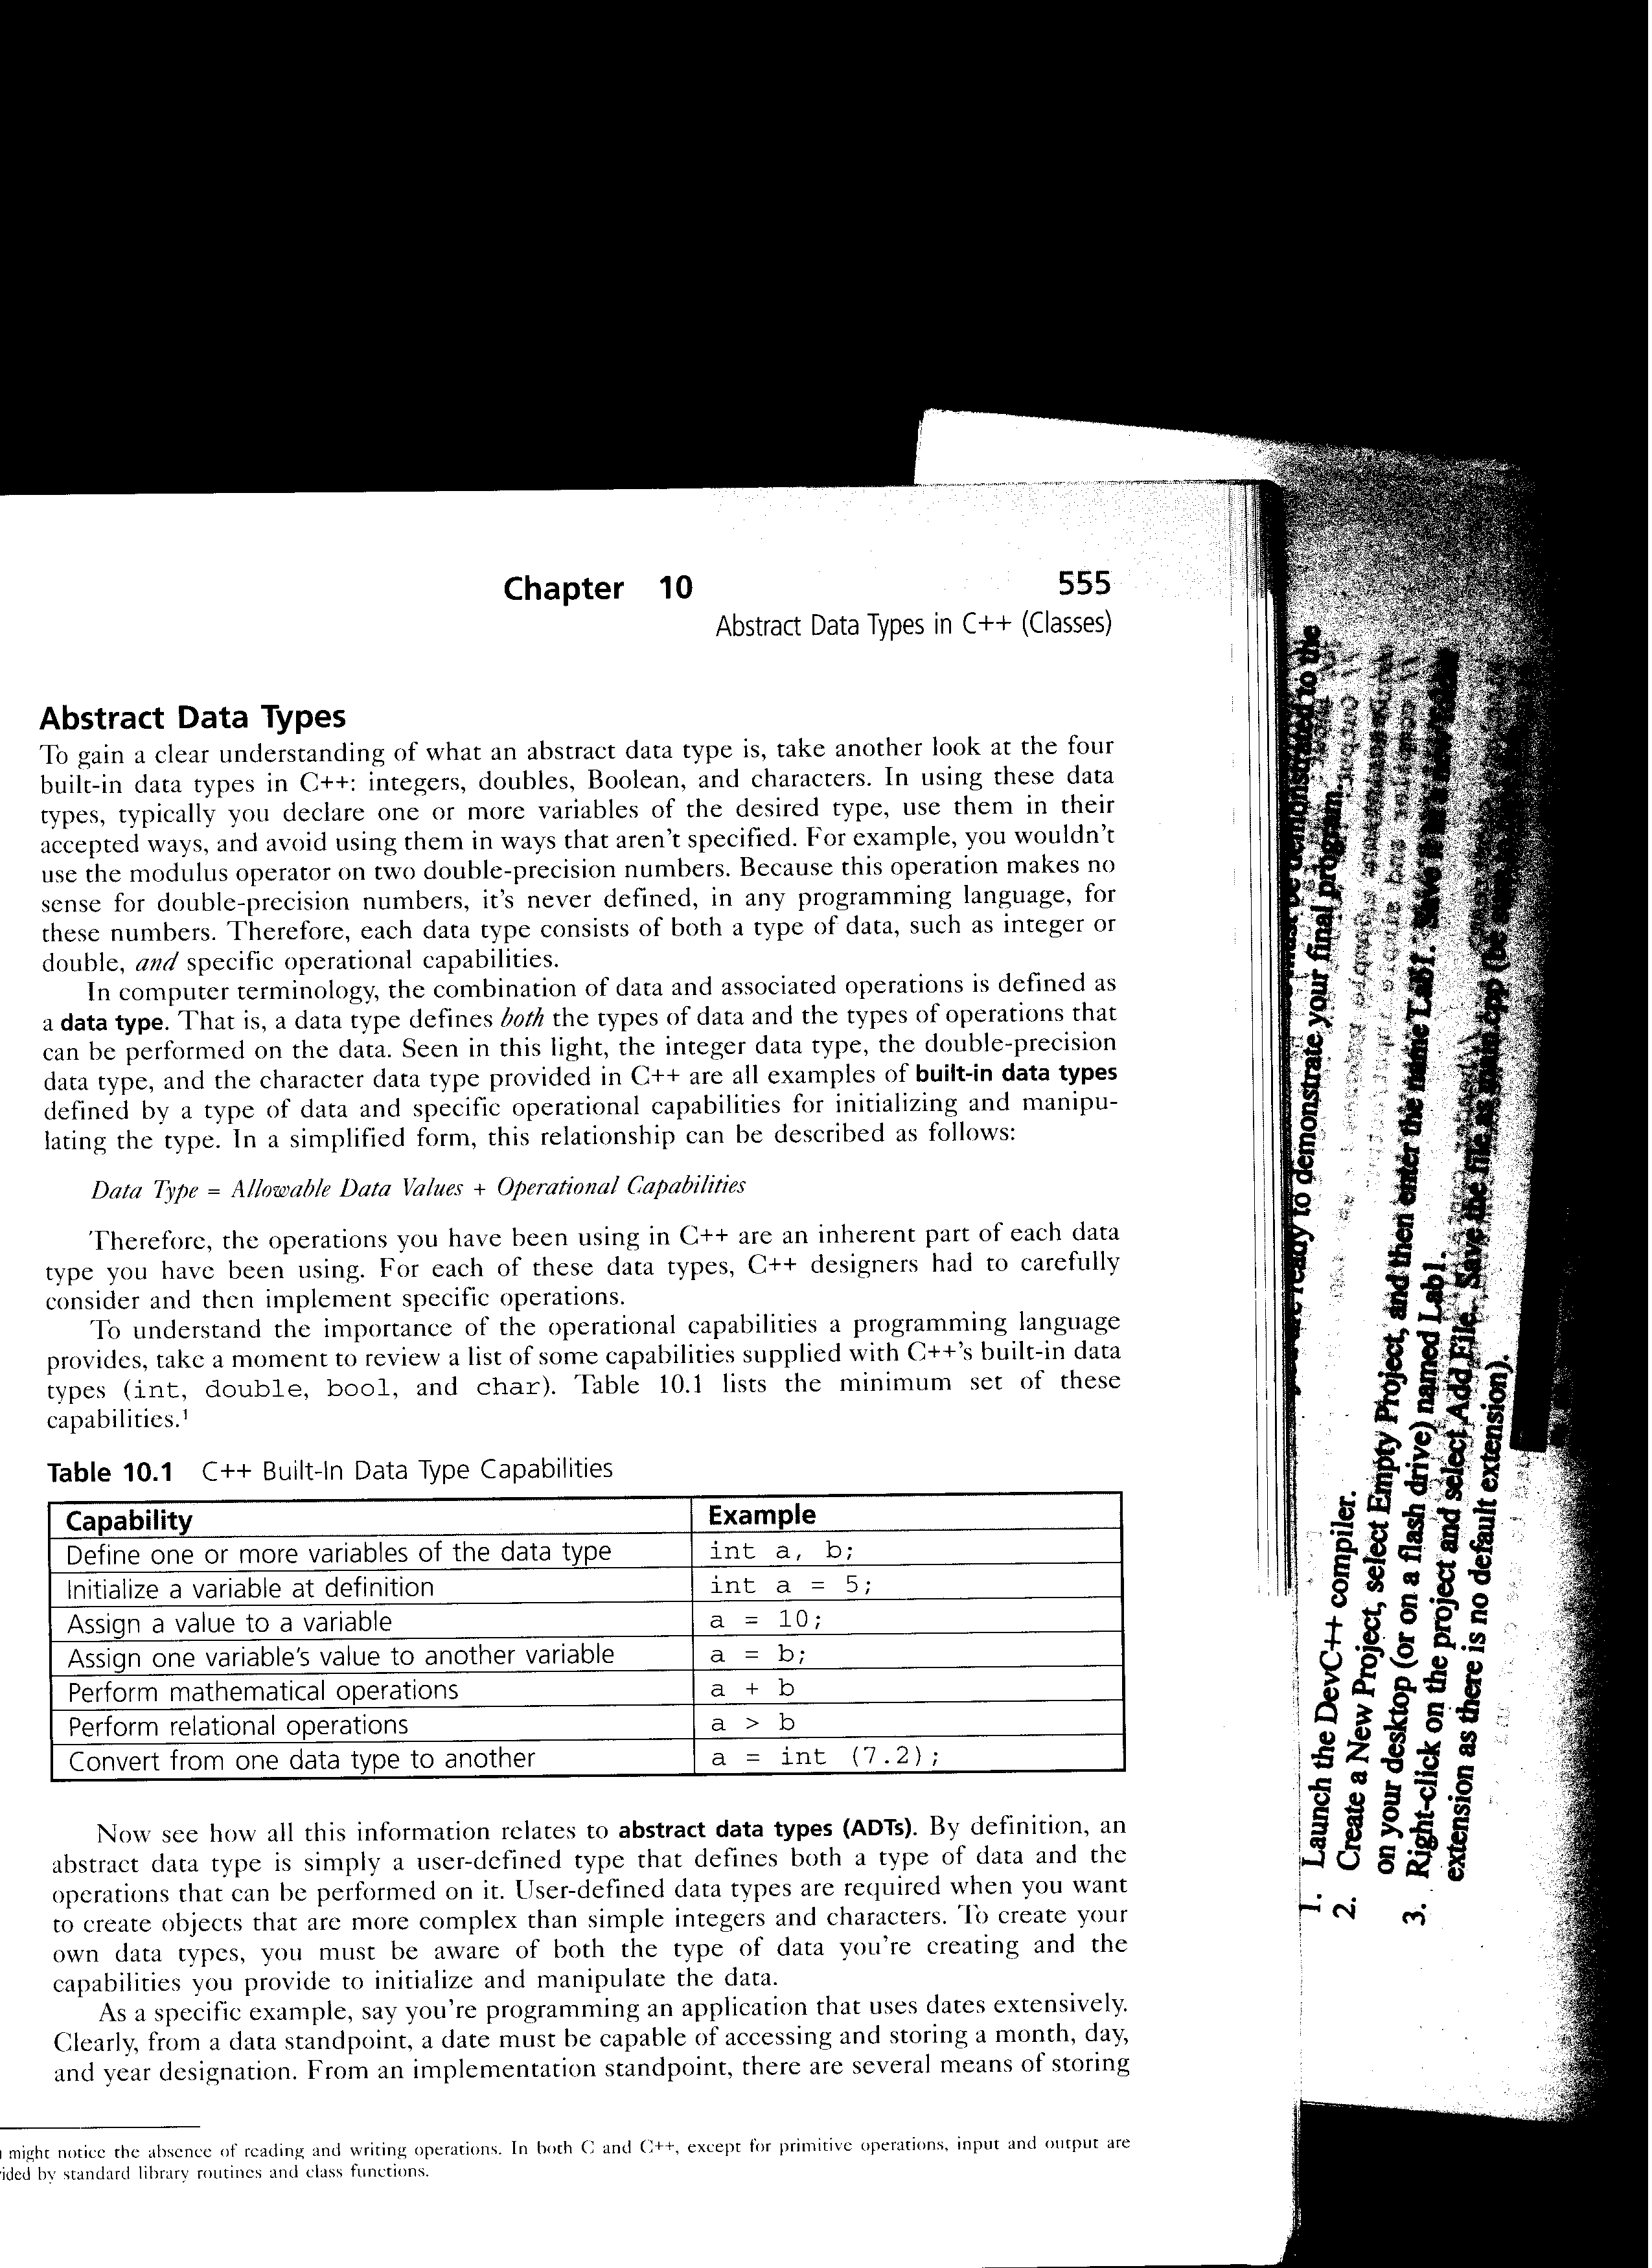 Chapter 10
555
Abstract Data Types in C++ (Classes)
Abstract Data Types
To gain a clear understanding of what an abstract data type is, take another look at the four
built-in data types in C++: integers, doubles, Boolean, and characters. In using these data
types, typically you declare one or more variables of the desired type, use them in their
accepted ways, and avoid using them in ways that aren't specified. For example, you wouldn't
use the modulus operator on two double-precision numbers. Because this operation makes no
sense for double-precision numbers, it's never defined, in any programming language, for
these numbers. Therefore, each data type consists of both a type of data, such as integer or
double, and specific operational capabilities.
In computer terminology, the combination of data and associated operations is defined as
a data type. That is, a data type defines both the types of data and the types of operations that
can be performed on the data. Seen in this light, the integer data type, the double-precision
data type, and the character data type provided in C++ are all examples of built-in data types
defined by a type of data and specific operational capabilities for initializing and manipu-
lating the type. In a simplified form, this relationship can be described as follows:
Data Type = Allowable Data Values + Operational Capabilities
Therefore, the operations you have been using in C++ are an inherent part of each data
type you have been using. For each of these data types, C++ designers had to carefully
consider and then implement specific operations.
To understand the importance of the operational capabilities a programming language
provides, take a moment to review a list of some capabilities supplied with C++'s built-in data
types (int, double, bool, and char). Table 10.1 lists the minimum set of these
capabilities.¹
Table 10.1 C++ Built-In Data Type Capabilities
Capability Example
Define one or more variables of the data type int a, b;
Initialize a variable at definition int a = 5;
Assign a value to a variable a = 10;
Assign one variable's value to another variable a = b;
Perform mathematical operations a + b
Perform relational operations a > b
Convert from one data type to another a = int (7.2);
Now see how all this information relates to abstract data types (ADTs). By definition, an
abstract data type is simply a user-defined type that defines both a type of data and the
operations that can be performed on it. User-defined data types are required when you want
to create objects that are more complex than simple integers and characters. To create your
own data types, you must be aware of both the type of data you're creating and the
capabilities you provide to initialize and manipulate the data.
As a specific example, say you're programming an application that uses dates extensively.
Clearly, from a data standpoint, a date must be capable of accessing and storing a month, day,
and year designation. From an implementation standpoint, there are several means of storing
might notice the absence of reading and writing operations. In both C and C++, except for primitive operations, input and output are
by standard library routines and class functions.
be demonstrated to the
ready to demonstrate your final program.
1. Launch the DevC++ compiler.
2. Create a New Project, select Empty Project, and then enter the name Lab1. Save it in a new folder
on your desktop (or on a flash drive) named Lab1.
3. Right-click on the project and select Add File. Save the file as main.cpp (be
extension as there is no default extension).